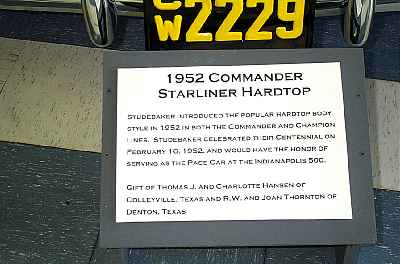 CW2229
1952 COMMANDER
STARLINER HARDTOP
STUDEBAKER INTRODUCED THE POPULAR HARDTOP BODY
STYLE IN 1952 IN BOTH THE COMMANDER AND CHAMPION
LINES. STUDEBAKER CELEBRATED THEIR CENTENNIAL ON
FEBRUARY 16, 1952, AND WOULD HAVE THE HONOR OF
SERVING AS THE PACE CAR AT THE INDIANAPOLIS 500.
GIFT OF THOMAS J. AND CHARLOTTE HANSEN OF
COLLEYVILLE, TEXAS AND R.W. AND JOAN THORNTON OF
DENTON, TEXAS